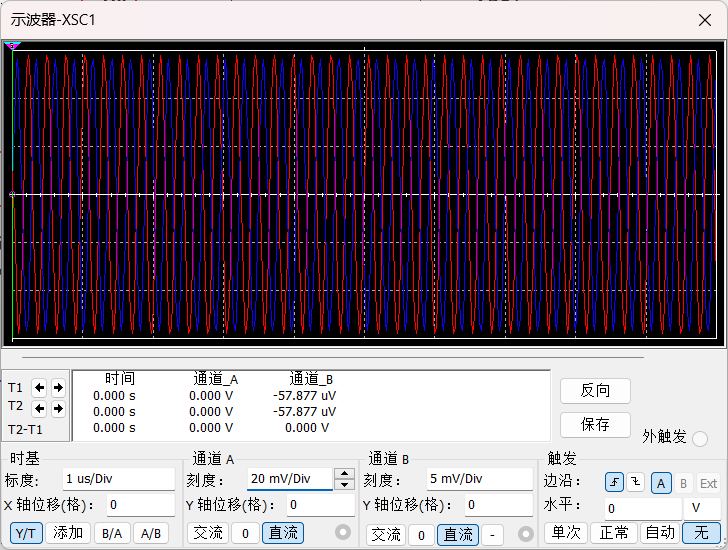 示波器-XSC1
时间 通道_A 通道_B
T1 0.000 s 0.000 V -57.877 uV
T2 0.000 s 0.000 V -57.877 uV
T2-T1 0.000 s 0.000 V 0.000 V
反向
保存
外触发
时基 通道 A 通道 B 触发
标度: 1 us/Div 刻度: 20 mV/Div 刻度: 5 mV/Div 边沿: A B Ext
X 轴位移(格): 0 Y 轴位移(格): 0 Y 轴位移(格): 0 水平: 0 V
Y/T 添加 B/A A/B 交流 0 直流 交流 0 直流 - 单次 正常 自动 无